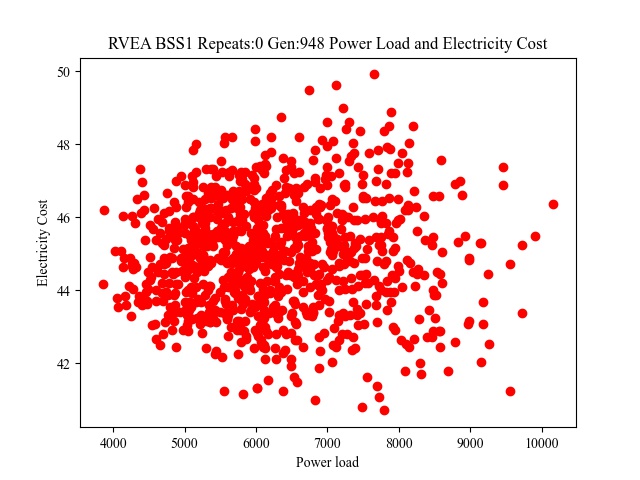 RVEA BSS1 Repeats:0 Gen:948 Power Load and Electricity Cost
50
48
46
44
42
Electricity Cost
4000 5000 6000 7000 8000 9000 10000
Power load